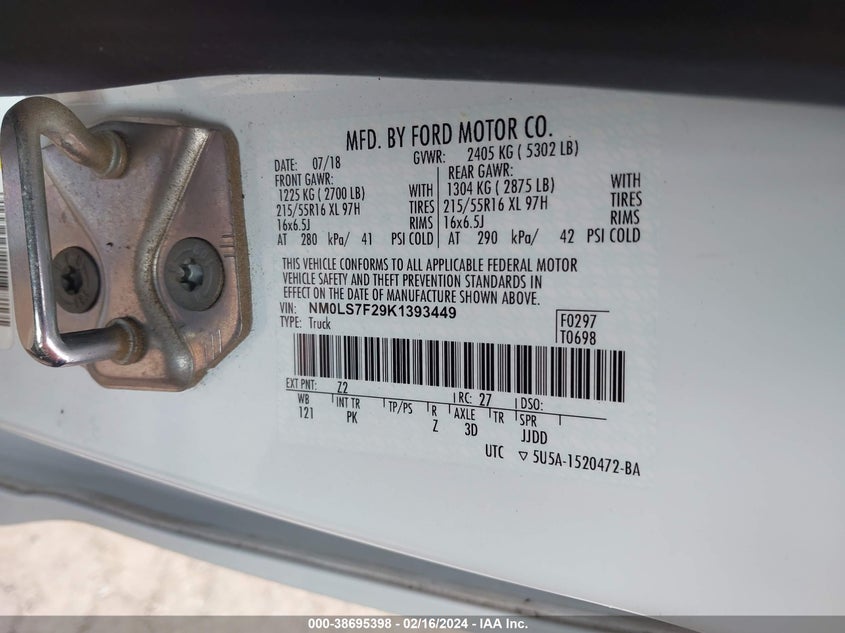 MFD. BY FORD MOTOR CO.
DATE: 07/18 GVWR: 2405 KG ( 5302 LB)
FRONT GAWR: REAR GAWR:
1225 KG ( 2700 LB) WITH 1304 KG ( 2875 LB) WITH
215/55R16 XL 97H TIRES 215/55R16 XL 97H TIRES
16x6.5J RIMS 16x6.5J RIMS
AT 280 kPa/ 41 PSI COLD AT 290 kPa/ 42 PSI COLD
THIS VEHICLE CONFORMS TO ALL APPLICABLE FEDERAL MOTOR
VEHICLE SAFETY AND THEFT PREVENTION STANDARDS IN
EFFECT ON THE DATE OF MANUFACTURE SHOWN ABOVE.
VIN: NM0LS7F29K1393449 F0297
TYPE: Truck T0698
EXT PNT: Z2 RC: 27 DSO:
WB INT TR TP/PS R AXLE TR SPR
121 PK Z 3D JJDD
UTC ▽ 5U5A-1520472-BA
000-38695398 - 02/16/2024 - IAA Inc.